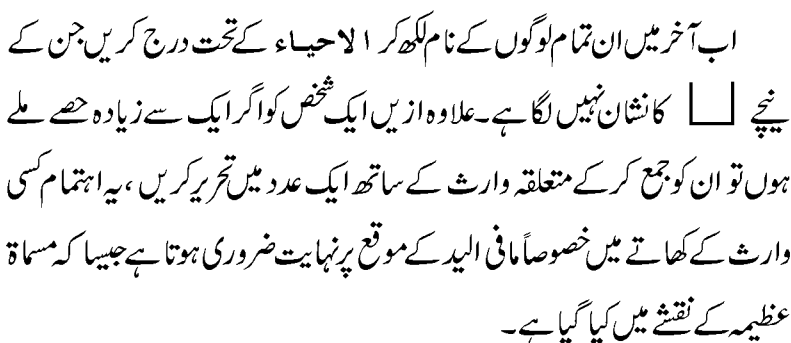 اب آخر میں ان تمام لوگوں کے نام لکھ کر الاحیاء کے تحت درج کریں جن کے
نیچے ⊔ کا نشان نہیں لگا ہے۔ علاوہ ازیں ایک شخص کو اگر ایک سے زیادہ حصے ملے
ہوں تو ان کو جمع کر کے متعلقہ وارث کے ساتھ ایک عدد میں تحریر کریں، یہ اہتمام کسی
وارث کے کھاتے میں خصوصاً مافی الید کے موقع پر نہایت ضروری ہوتا ہے جیسا کہ مسماۃ
عظیمہ کے نقشے میں کیا گیا ہے۔